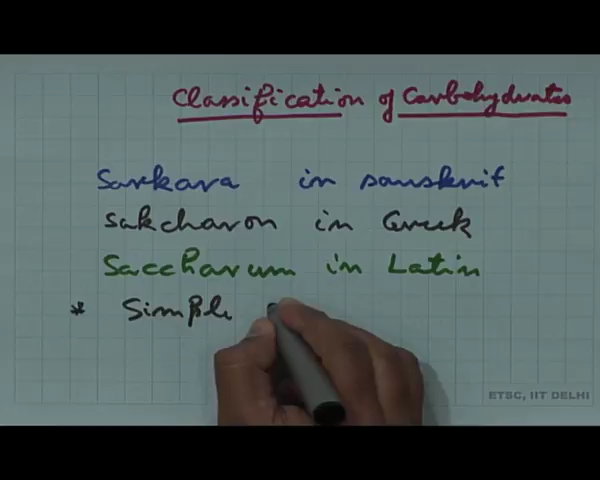 Classification of Carbohydrates
Sarkara in sanskrit
sakcharon in Greek
Saccharum in Latin
* Simple
ETSC, IIT DELHI